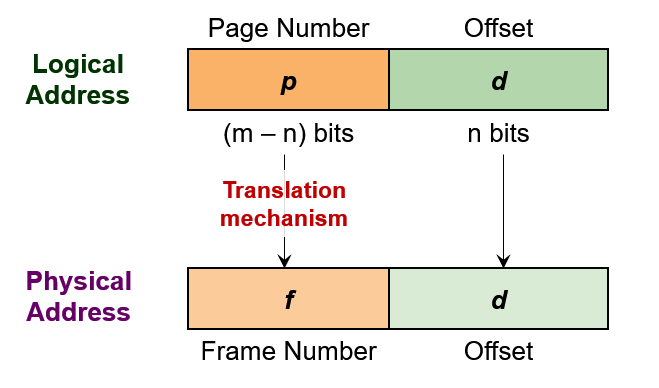 Page Number
Offset
Logical
Address
p
d
(m – n) bits
n bits
Translation
mechanism
Physical
Address
f
d
Frame Number
Offset